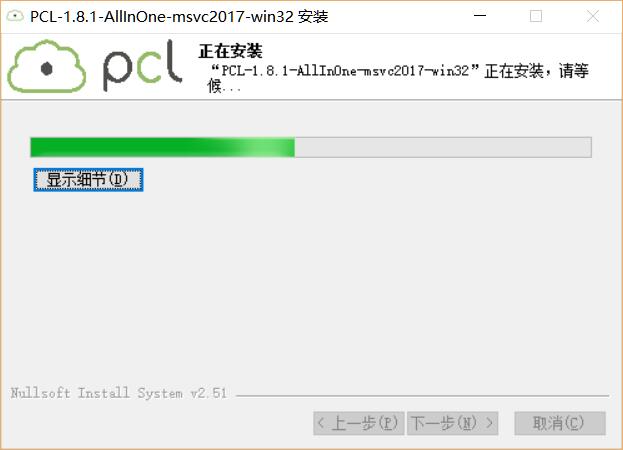 PCL-1.8.1-AllInOne-msvc2017-win32 安装
pcl
正在安装
“PCL-1.8.1-AllInOne-msvc2017-win32”正在安装，请等
候...
显示细节(D)
Nullsoft Install System v2.51
< 上一步(P) 下一步(N) > 取消(C)